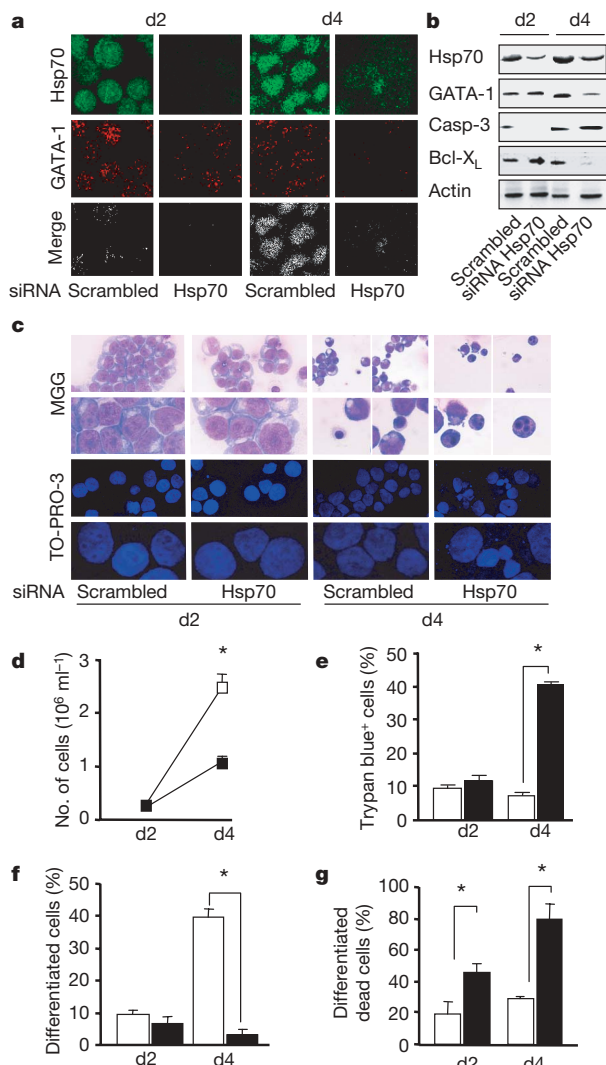 a
d2
d4
Hsp70
GATA-1
Merge
siRNA Scrambled Hsp70 Scrambled Hsp70
b
d2
d4
Hsp70
GATA-1
Casp-3
Bcl-XL
Actin
Scrambled
siRNA Hsp70
Scrambled
siRNA Hsp70
c
MGG
TO-PRO-3
siRNA Scrambled Hsp70 Scrambled Hsp70
d2
d4
d
No. of cells (10⁶ ml⁻¹)
3
2
1
0
*
d2
d4
e
Trypan blue⁺ cells (%)
50
40
30
20
10
0
*
d2
d4
f
Differentiated cells (%)
50
40
30
20
10
0
*
d2
d4
g
Differentiated
dead cells (%)
100
80
60
40
20
0
*
*
d2
d4